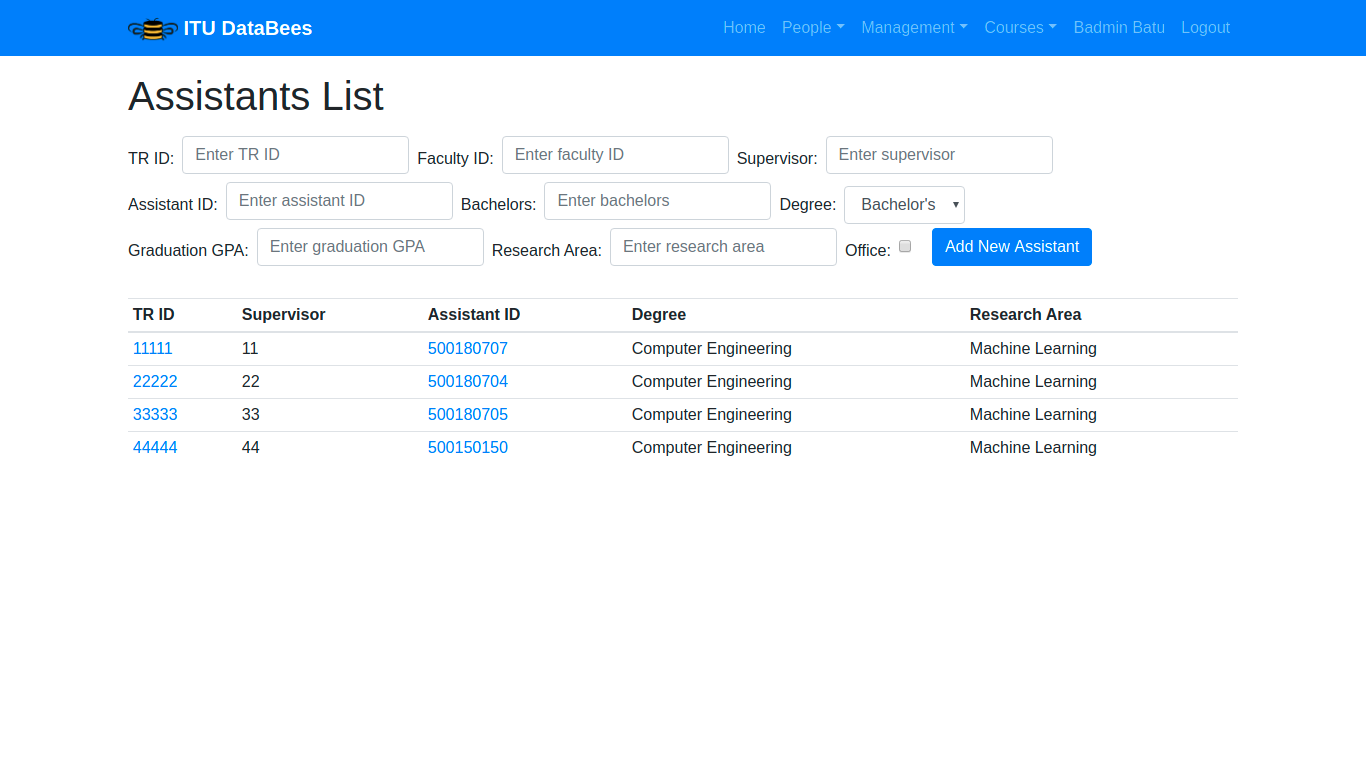 ITU DataBees Home People Management Courses Badmin Batu Logout
Assistants List
TR ID: Enter TR ID Faculty ID: Enter faculty ID Supervisor: Enter supervisor
Assistant ID: Enter assistant ID Bachelors: Enter bachelors Degree: Bachelor's
Graduation GPA: Enter graduation GPA Research Area: Enter research area Office: Add New Assistant
TR ID Supervisor Assistant ID Degree Research Area
11111 11 500180707 Computer Engineering Machine Learning
22222 22 500180704 Computer Engineering Machine Learning
33333 33 500180705 Computer Engineering Machine Learning
44444 44 500150150 Computer Engineering Machine Learning